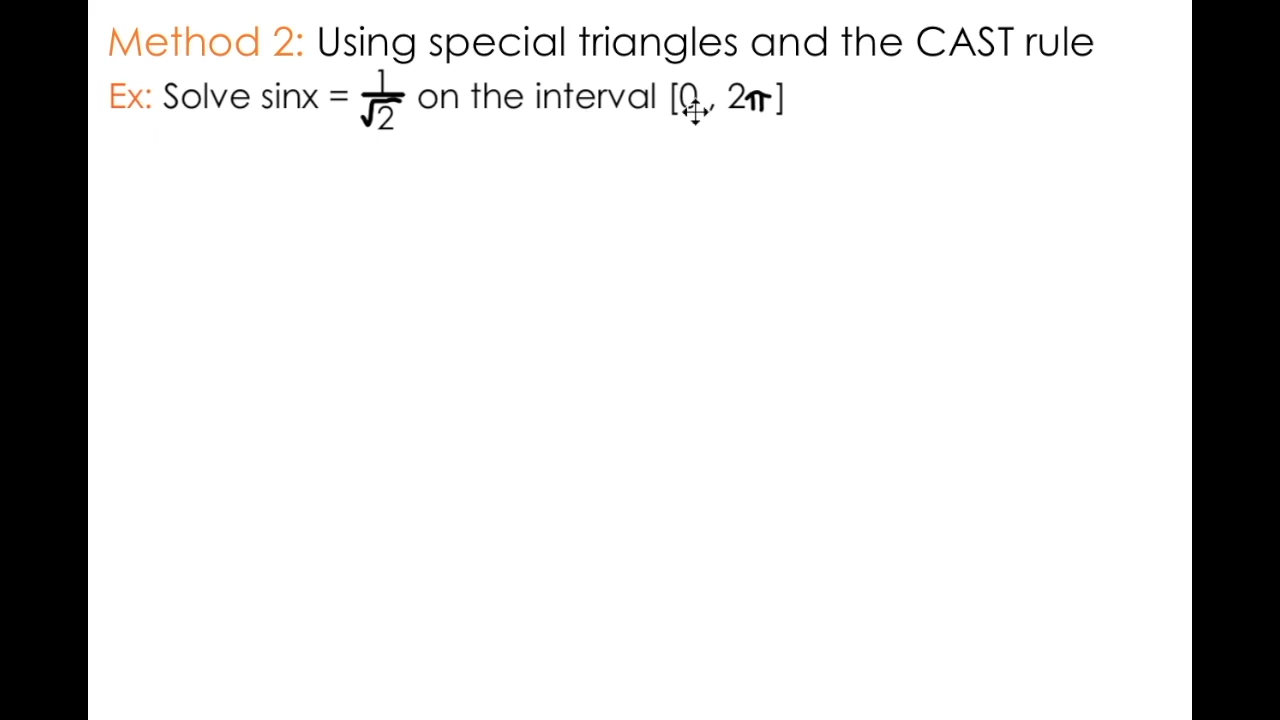 Method 2: Using special triangles and the CAST rule
Ex: Solve sinx = 1/√2 on the interval [0, 2π]